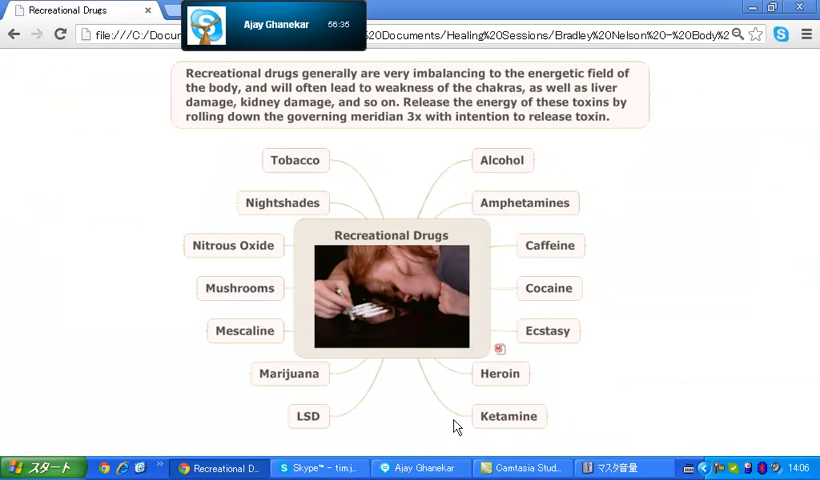 Recreational Drugs
Ajay Ghanekar
56:35
file:///C:/Docum
%20Documents/Healing%20Sessions/Bradley%20Nelson%20-%20Body%2
Recreational drugs generally are very imbalancing to the energetic field of
the body, and will often lead to weakness of the chakras, as well as liver
damage, kidney damage, and so on. Release the energy of these toxins by
rolling down the governing meridian 3x with intention to release toxin.
Tobacco
Alcohol
Nightshades
Amphetamines
Recreational Drugs
Nitrous Oxide
Caffeine
Mushrooms
Cocaine
Mescaline
Ecstasy
Marijuana
Heroin
LSD
Ketamine
スタート
Recreational D...
Skype™ - tim.j...
Ajay Ghanekar
Camtasia Stud...
マスタ音量
14:06